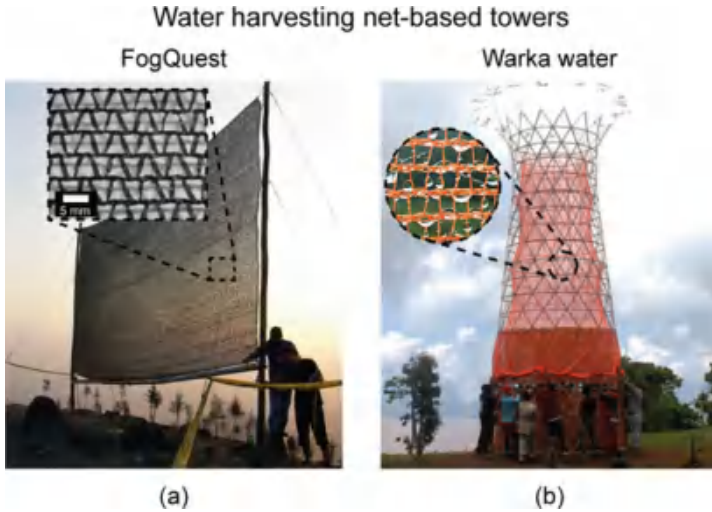 Water harvesting net-based towers
FogQuest
Warka water
5 mm
(a)
(b)